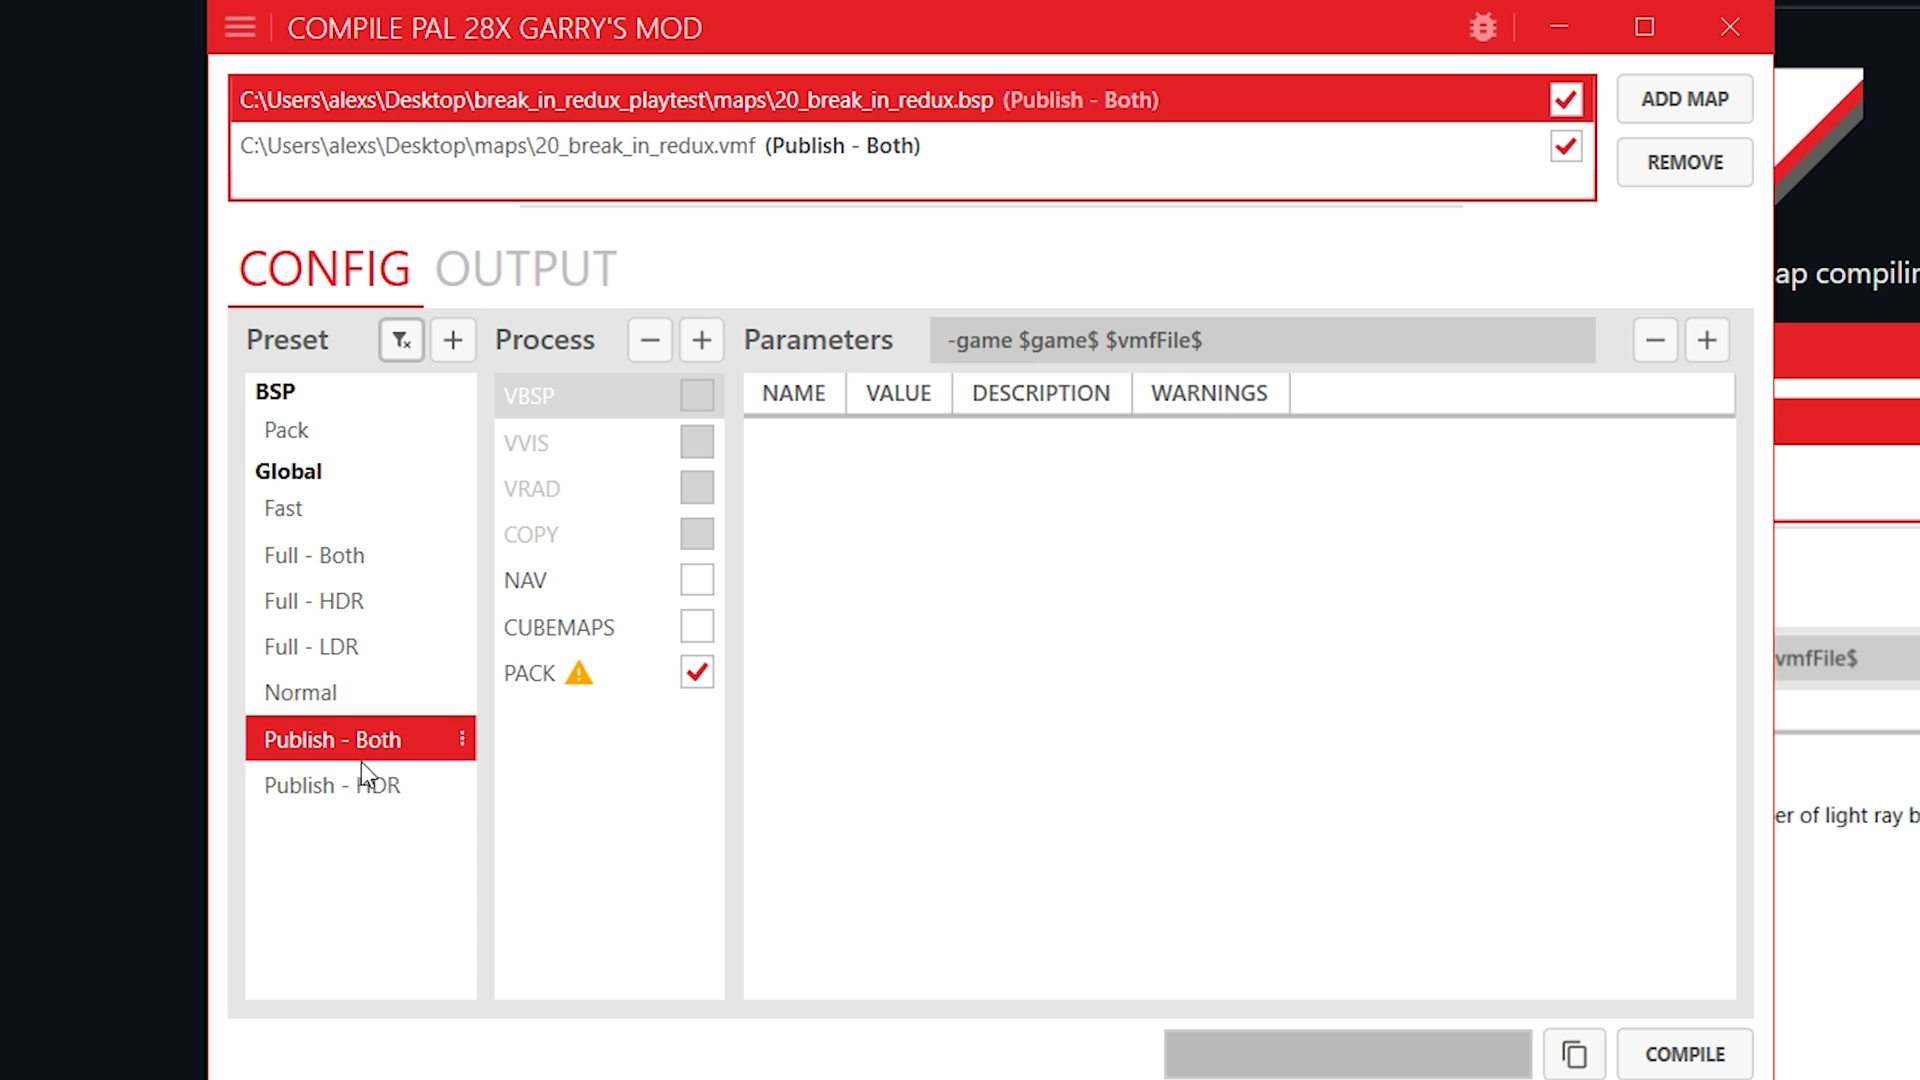 COMPILE PAL 28X GARRY'S MOD
C:\Users\alexs\Desktop\break_in_redux_playtest\maps\20_break_in_redux.bsp (Publish - Both)
ADD MAP
C:\Users\alexs\Desktop\maps\20_break_in_redux.vmf (Publish - Both)
REMOVE
CONFIG OUTPUT
ap compilin
Preset
Process
Parameters
-game $game$ $vmfFile$
BSP
Pack
Global
Fast
Full - Both
Full - HDR
Full - LDR
Normal
Publish - Both
Publish - HDR
VBSP
VVIS
VRAD
COPY
NAV
CUBEMAPS
PACK
NAME VALUE DESCRIPTION WARNINGS
vmfFile$
er of light ray b
COMPILE